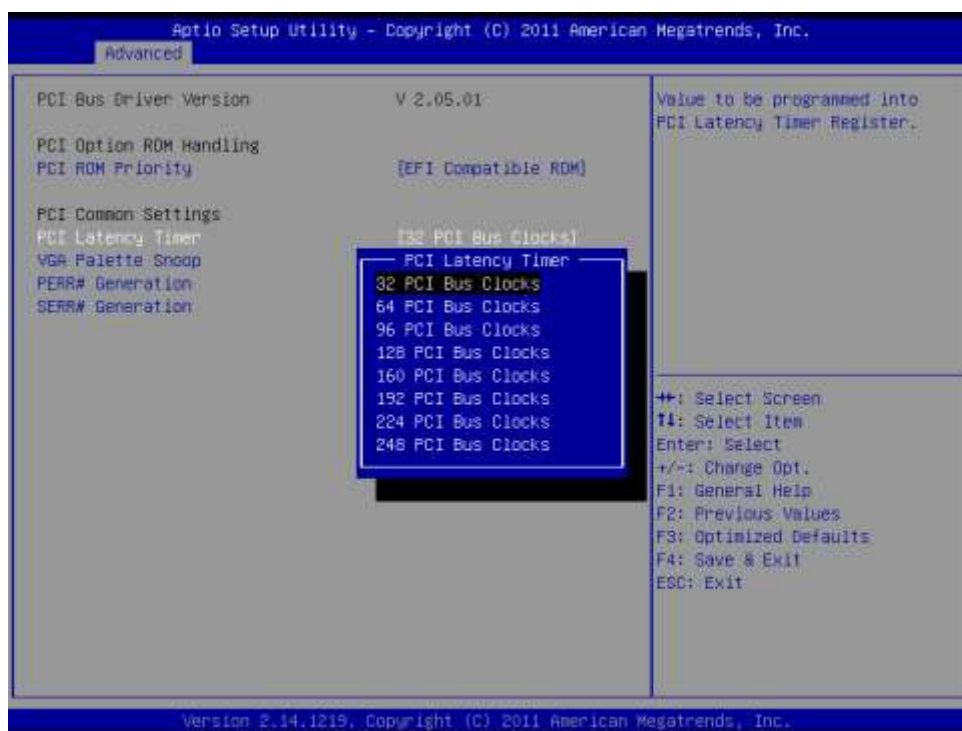 Aptio Setup Utility - Copyright (C) 2011 American Megatrends, Inc.
Advanced
PCI Bus Driver Version V 2.05.01
PCI Option ROM Handling
PCI ROM Priority [EFI Compatible ROM]
PCI Common Settings
PCI Latency Timer [32 PCI Bus Clocks]
VGA Palette Snoop
PERR# Generation
SERR# Generation
PCI Latency Timer
32 PCI Bus Clocks
64 PCI Bus Clocks
96 PCI Bus Clocks
128 PCI Bus Clocks
160 PCI Bus Clocks
192 PCI Bus Clocks
224 PCI Bus Clocks
248 PCI Bus Clocks
Value to be programmed into
PCI Latency Timer Register.
→←: Select Screen
↑↓: Select Item
Enter: Select
+/-: Change Opt.
F1: General Help
F2: Previous Values
F3: Optimized Defaults
F4: Save & Exit
ESC: Exit
Version 2.14.1219. Copyright (C) 2011 American Megatrends, Inc.